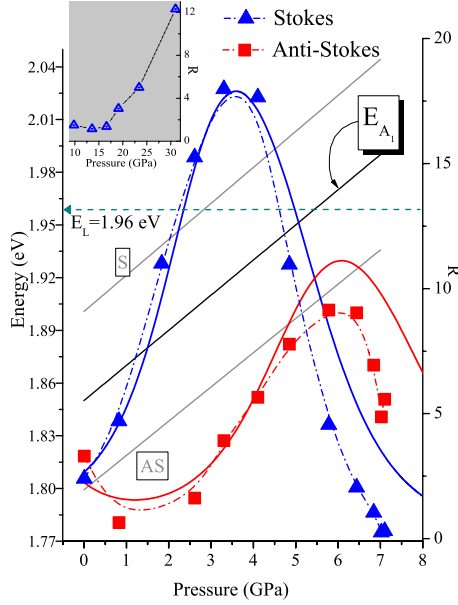 Stokes
Anti-Stokes
12
8
4
0
R
10 15 20 25 30
Pressure (GPa)
2.04
2.01
1.98
1.95
1.92
1.89
1.86
1.83
1.80
1.77
Energy (eV)
E_A₁
E_L=1.96 eV
S
AS
20
15
10
5
0
R
0 1 2 3 4 5 6 7 8
Pressure (GPa)